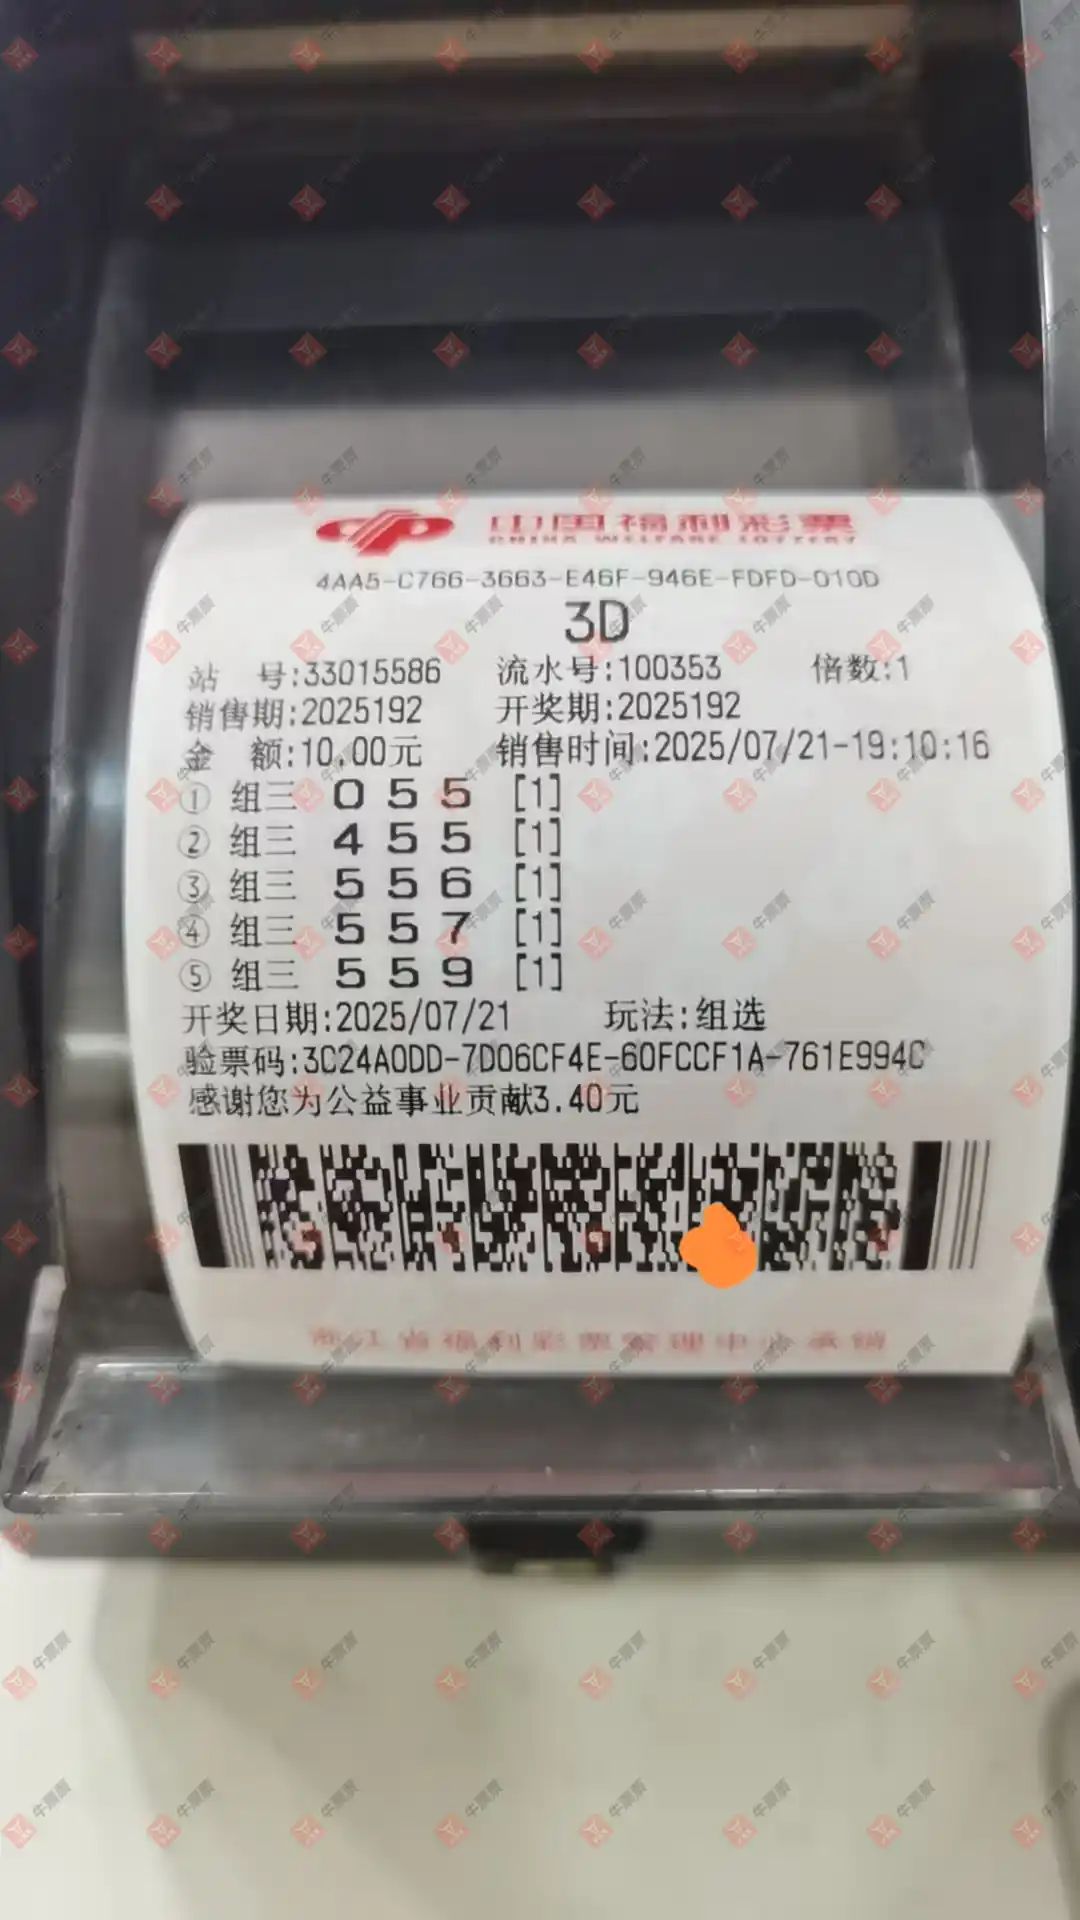 中国福利彩票
CHINA WELFARE LOTTERY
4AA5-C766-3663-E46F-946E-FDFD-010D
3D
站 号:33015586 流水号:100353 倍数:1
销售期:2025192 开奖期:2025192
金 额:10.00元 销售时间:2025/07/21-19:10:16
① 组三 0 5 5 [1]
② 组三 4 5 5 [1]
③ 组三 5 5 6 [1]
④ 组三 5 5 7 [1]
⑤ 组三 5 5 9 [1]
开奖日期:2025/07/21 玩法:组选
验票码:3C24A0DD-7D06CF4E-60FCCF1A-761E994C
感谢您为公益事业贡献3.40元
浙江省福利彩票管理中心承销
牛票票